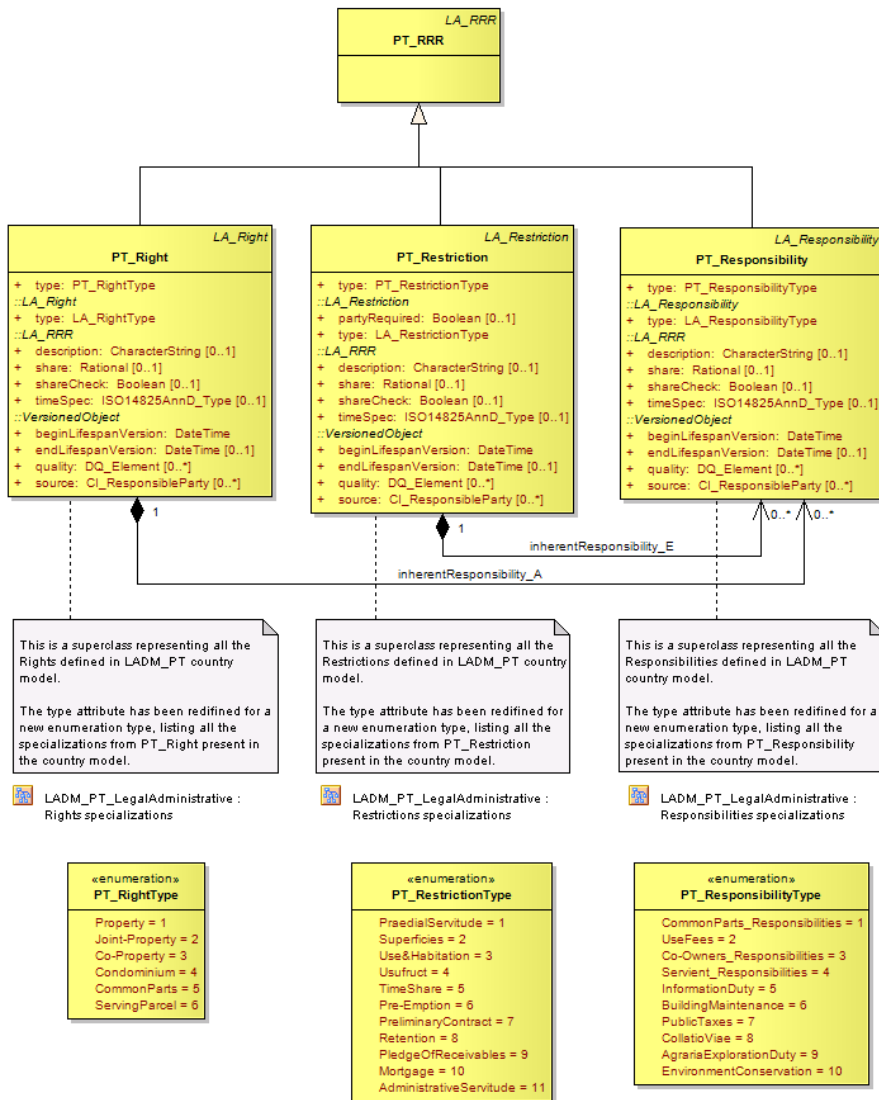 LA_RRR
PT_RRR
LA_Right
PT_Right
+ type: PT_RightType
::LA_Right
+ type: LA_RightType
::LA_RRR
+ description: CharacterString [0..1]
+ share: Rational [0..1]
+ shareCheck: Boolean [0..1]
+ timeSpec: ISO14825AnnD_Type [0..1]
::VersionedObject
+ beginLifespanVersion: DateTime
+ endLifespanVersion: DateTime [0..1]
+ quality: DQ_Element [0..*]
+ source: CI_ResponsibleParty [0..*]
LA_Restriction
PT_Restriction
+ type: PT_RestrictionType
::LA_Restriction
+ partyRequired: Boolean [0..1]
+ type: LA_RestrictionType
::LA_RRR
+ description: CharacterString [0..1]
+ share: Rational [0..1]
+ shareCheck: Boolean [0..1]
+ timeSpec: ISO14825AnnD_Type [0..1]
::VersionedObject
+ beginLifespanVersion: DateTime
+ endLifespanVersion: DateTime [0..1]
+ quality: DQ_Element [0..*]
+ source: CI_ResponsibleParty [0..*]
LA_Responsibility
PT_Responsibility
+ type: PT_ResponsibilityType
::LA_Responsibility
+ type: LA_ResponsibilityType
::LA_RRR
+ description: CharacterString [0..1]
+ share: Rational [0..1]
+ shareCheck: Boolean [0..1]
+ timeSpec: ISO14825AnnD_Type [0..1]
::VersionedObject
+ beginLifespanVersion: DateTime
+ endLifespanVersion: DateTime [0..1]
+ quality: DQ_Element [0..*]
+ source: CI_ResponsibleParty [0..*]
1
1
0..*
0..*
inherentResponsibility_E
inherentResponsibility_A
This is a superclass representing all the
Rights defined in LADM_PT country
model.
The type attribute has been redifined for a
new enumeration type, listing all the
specializations from PT_Right present in
the country model.
This is a superclass representing all the
Restrictions defined in LADM_PT country
model.
The type attribute has been redifined for
a new enumeration type, listing all the
specializations from PT_Restriction
present in the country model.
This is a superclass representing all the
Responsibilities defined in LADM_PT
country model.
The type attribute has been redifined for
a new enumeration type, listing all the
specializations from PT_Responsibility
present in the country model.
LADM_PT_LegalAdministrative :
Rights specializations
LADM_PT_LegalAdministrative :
Restrictions specializations
LADM_PT_LegalAdministrative :
Responsibilities specializations
«enumeration»
PT_RightType
Property = 1
Joint-Property = 2
Co-Property = 3
Condominium = 4
CommonParts = 5
ServingParcel = 6
«enumeration»
PT_RestrictionType
PraedialServitude = 1
Superficies = 2
Use&Habitation = 3
Usufruct = 4
TimeShare = 5
Pre-Emption = 6
PreliminaryContract = 7
Retention = 8
PledgeOfReceivables = 9
Mortgage = 10
AdministrativeServitude = 11
«enumeration»
PT_ResponsibilityType
CommonParts_Responsibilities = 1
UseFees = 2
Co-Owners_Responsibilities = 3
Servient_Responsibilities = 4
InformationDuty = 5
BuildingMaintenance = 6
PublicTaxes = 7
CollatioViae = 8
AgrariaExplorationDuty = 9
EnvironmentConservation = 10